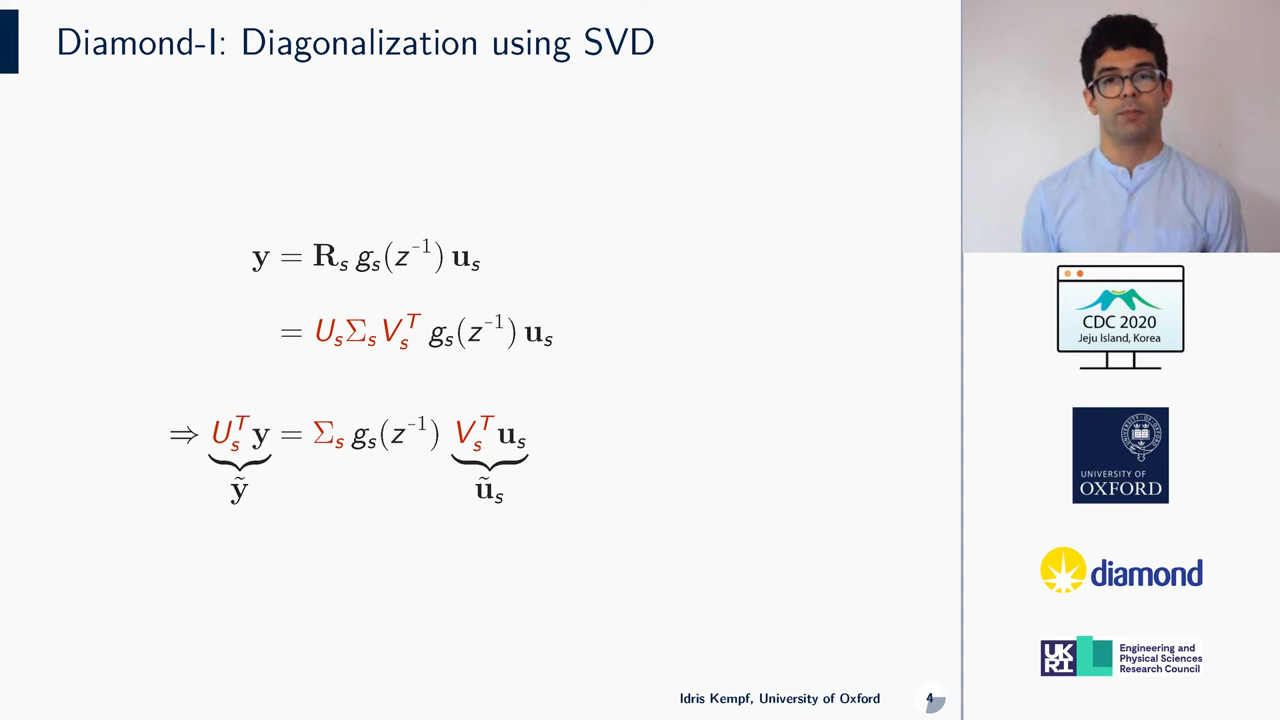 Diamond-I: Diagonalization using SVD
y = R_s g_s(z^{-1}) u_s
= U_s Σ_s V_s^T g_s(z^{-1}) u_s
⇒ U_s^T y = Σ_s g_s(z^{-1}) V_s^T u_s
ỹ ũ_s
CDC 2020
Jeju Island, Korea
UNIVERSITY OF
OXFORD
diamond
UK
RI
Engineering and
Physical Sciences
Research Council
Idris Kempf, University of Oxford 4